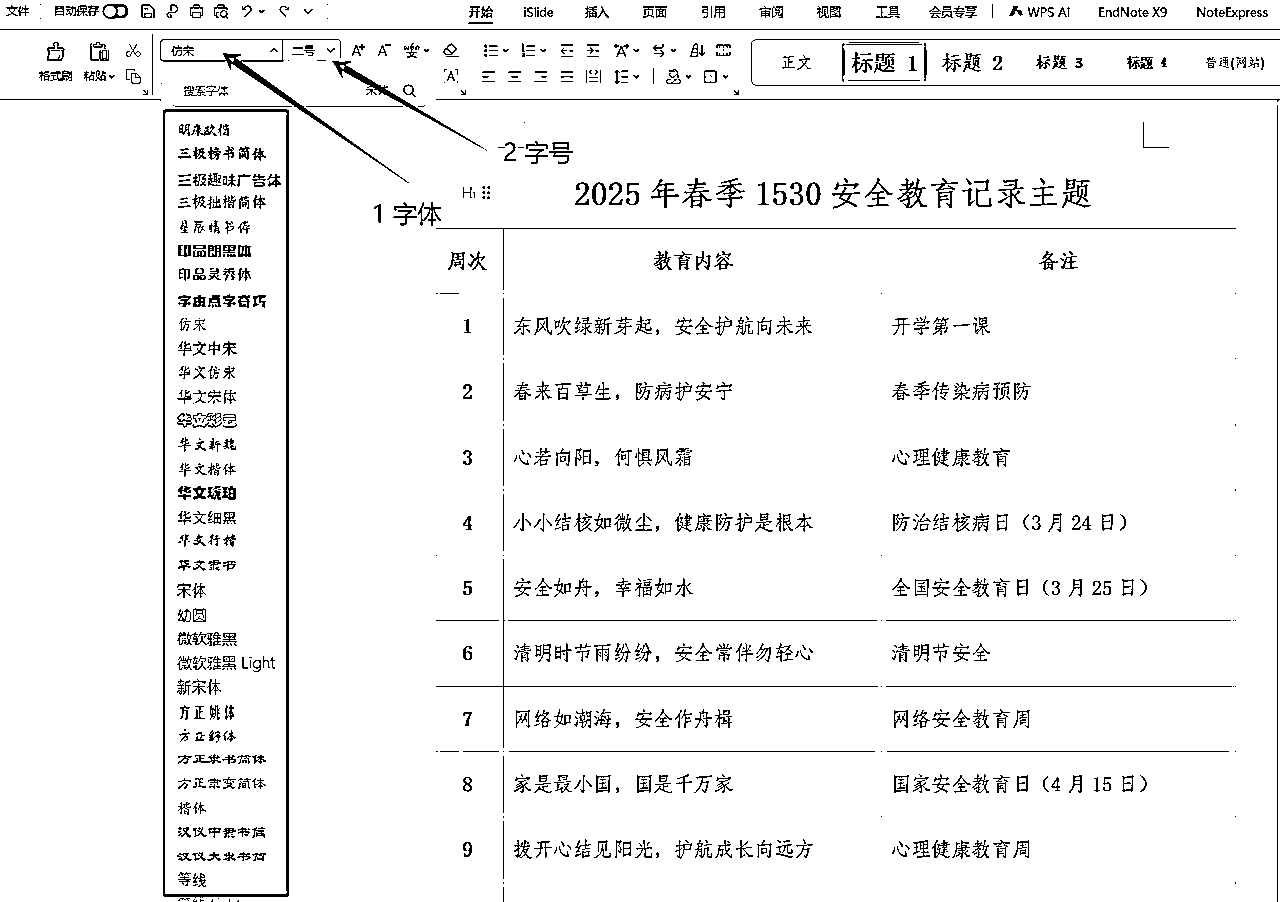 文件 自动保存 开始 iSlide 插入 页面 引用 审阅 视图 工具 会员专享 WPS AI EndNote X9 NoteExpress
仿宋 二号 A+ A-
格式刷 粘贴 正文 标题 1 标题 2 标题 3 标题 4 普通(网站)
搜索字体
明康政楷
三极榜书简体
三极趣味广告体
三极拙楷简体
印品朗黑体
印品灵秀体
字由点字奇巧
仿宋
华文中宋
华文仿宋
华文宋体
华文彩云
华文新魏
华文楷体
华文琥珀
华文细黑
华文行楷
华文隶书
宋体
幼圆
微软雅黑
微软雅黑 Light
新宋体
方正姚体
方正舒体
方正隶书简体
方正隶变简体
楷体
汉仪中隶书简
汉仪大隶书简
等线
2 字号
1 字体
H1
2025 年春季 1530 安全教育记录主题
周次 教育内容 备注
1 东风吹绿新芽起，安全护航向未来 开学第一课
2 春来百草生，防病护安宁 春季传染病预防
3 心若向阳，何惧风霜 心理健康教育
4 小小结核如微尘，健康防护是根本 防治结核病日（3 月 24 日）
5 安全如舟，幸福如水 全国安全教育日（3 月 25 日）
6 清明时节雨纷纷，安全常伴勿轻心 清明节安全
7 网络如潮海，安全作舟楫 网络安全教育周
8 家是最小国，国是千万家 国家安全教育日（4 月 15 日）
9 拨开心结见阳光，护航成长向远方 心理健康教育周